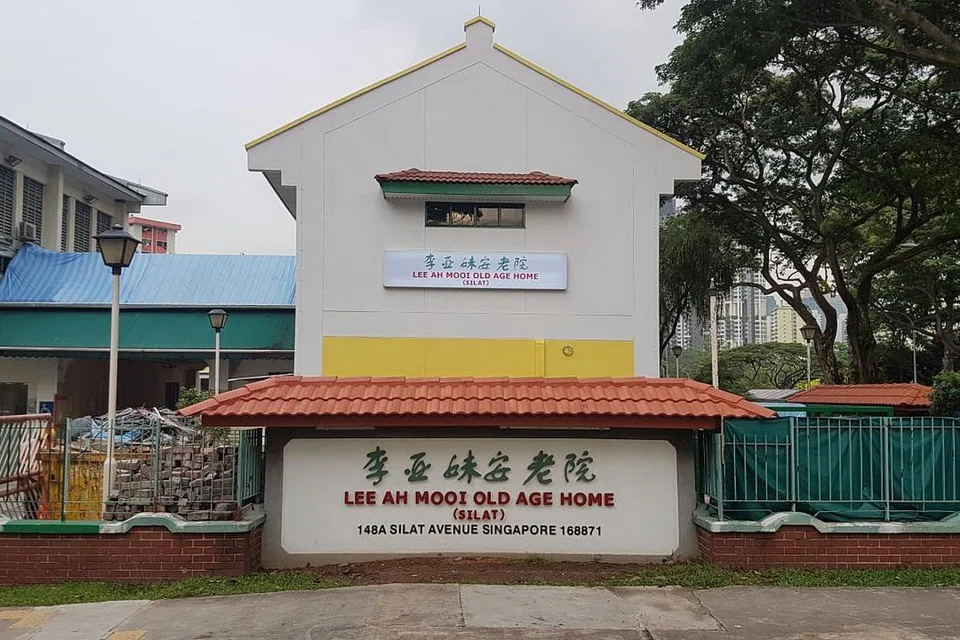 李亚妹安老院
LEE AH MOOI OLD AGE HOME
(SILAT)
李亚妹安老院
LEE AH MOOI OLD AGE HOME
(SILAT)
148A SILAT AVENUE SINGAPORE 168871